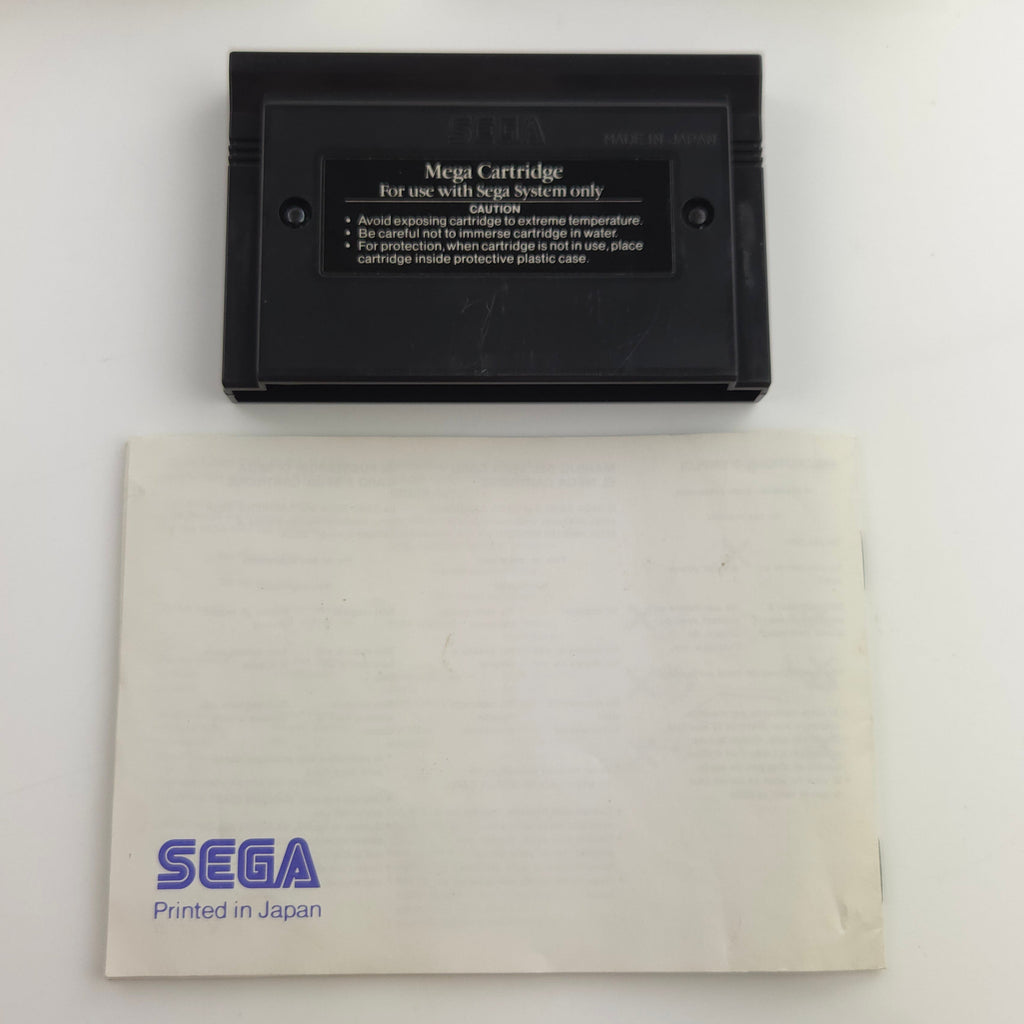 SEGA
MADE IN JAPAN
Mega Cartridge
For use with Sega System only
CAUTION
• Avoid exposing cartridge to extreme temperature.
• Be careful not to immerse cartridge in water.
• For protection, when cartridge is not in use, place
cartridge inside protective plastic case.
SEGA
Printed in Japan